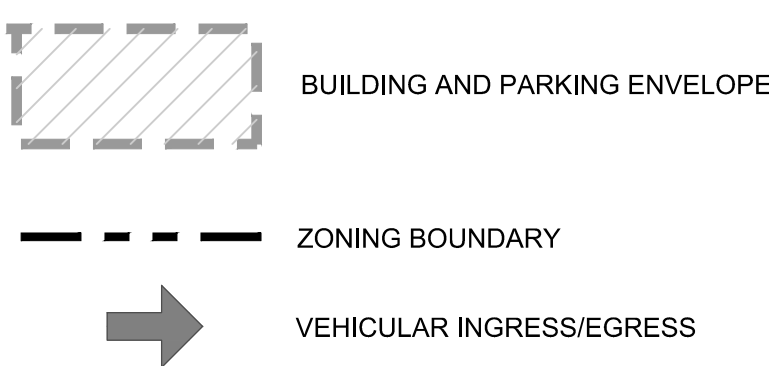 BUILDING AND PARKING ENVELOPE
ZONING BOUNDARY
VEHICULAR INGRESS/EGRESS